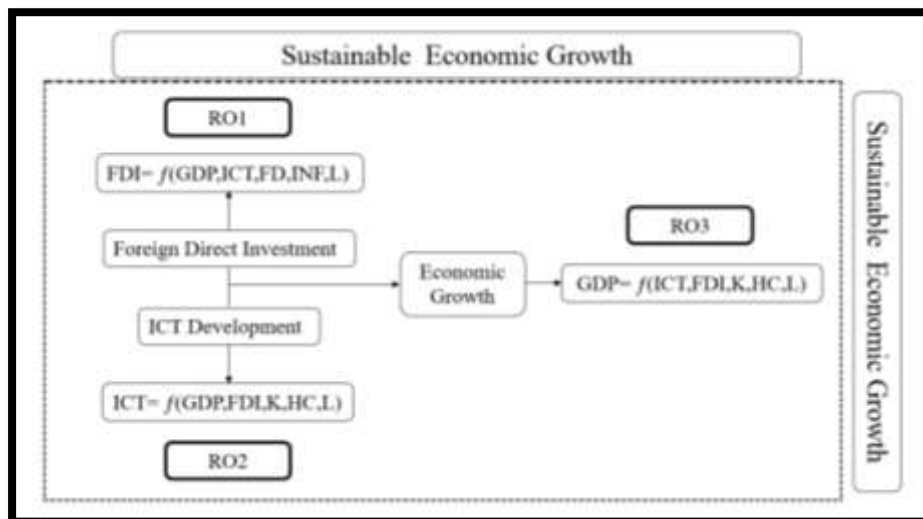 Sustainable Economic Growth
RO1
FDI= f(GDP,ICT,FD,INF,L)
Foreign Direct Investment
ICT Development
ICT= f(GDP,FDI,K,HC,L)
RO2
Economic
Growth
RO3
GDP= f(ICT,FDI,K,HC,L)
Sustainable Economic Growth